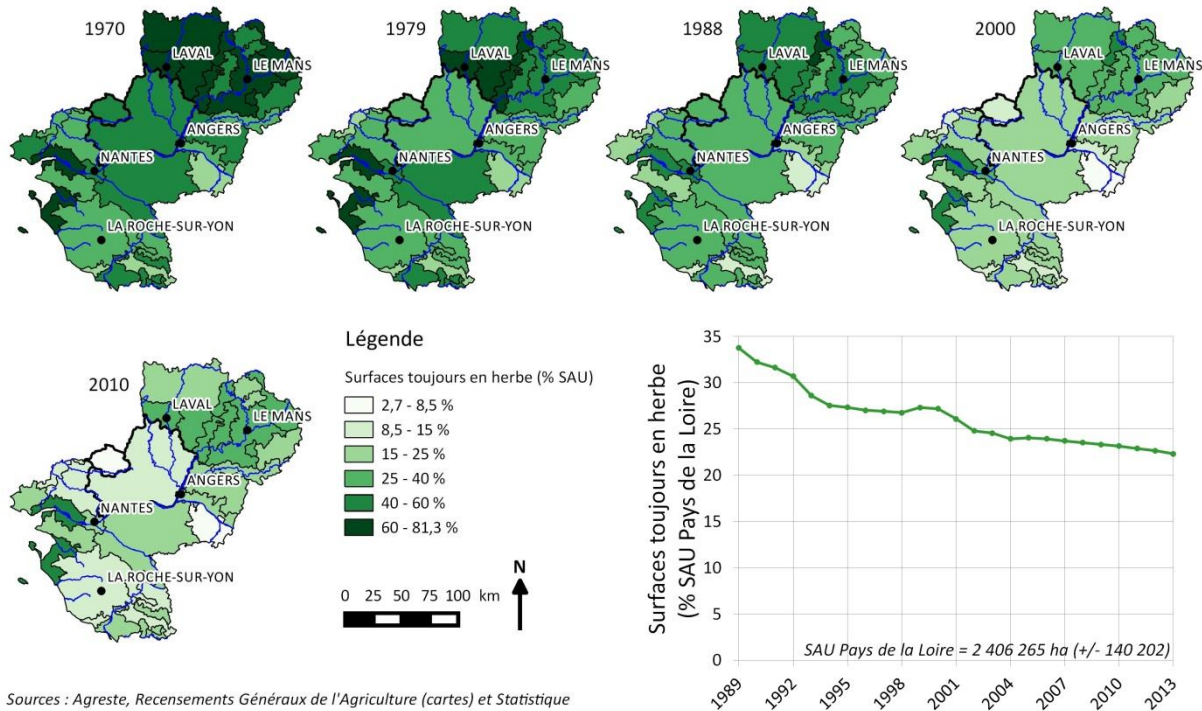 1970
LAVAL
LE MANS
ANGERS
NANTES
LA ROCHE-SUR-YON
1979
LAVAL
LE MANS
ANGERS
NANTES
LA ROCHE-SUR-YON
1988
LAVAL
LE MANS
ANGERS
NANTES
LA ROCHE-SUR-YON
2000
LAVAL
LE MANS
ANGERS
NANTES
LA ROCHE-SUR-YON
2010
LAVAL
LE MANS
ANGERS
NANTES
LA ROCHE-SUR-YON
Légende
Surfaces toujours en herbe (% SAU)
2,7 - 8,5 %
8,5 - 15 %
15 - 25 %
25 - 40 %
40 - 60 %
60 - 81,3 %
0 25 50 75 100 km
N
Surfaces toujours en herbe
(% SAU Pays de la Loire)
35
30
25
20
15
10
5
0
SAU Pays de la Loire = 2 406 265 ha (+/- 140 202)
1989 1992 1995 1998 2001 2004 2007 2010 2013
Sources : Agreste, Recensements Généraux de l'Agriculture (cartes) et Statistique